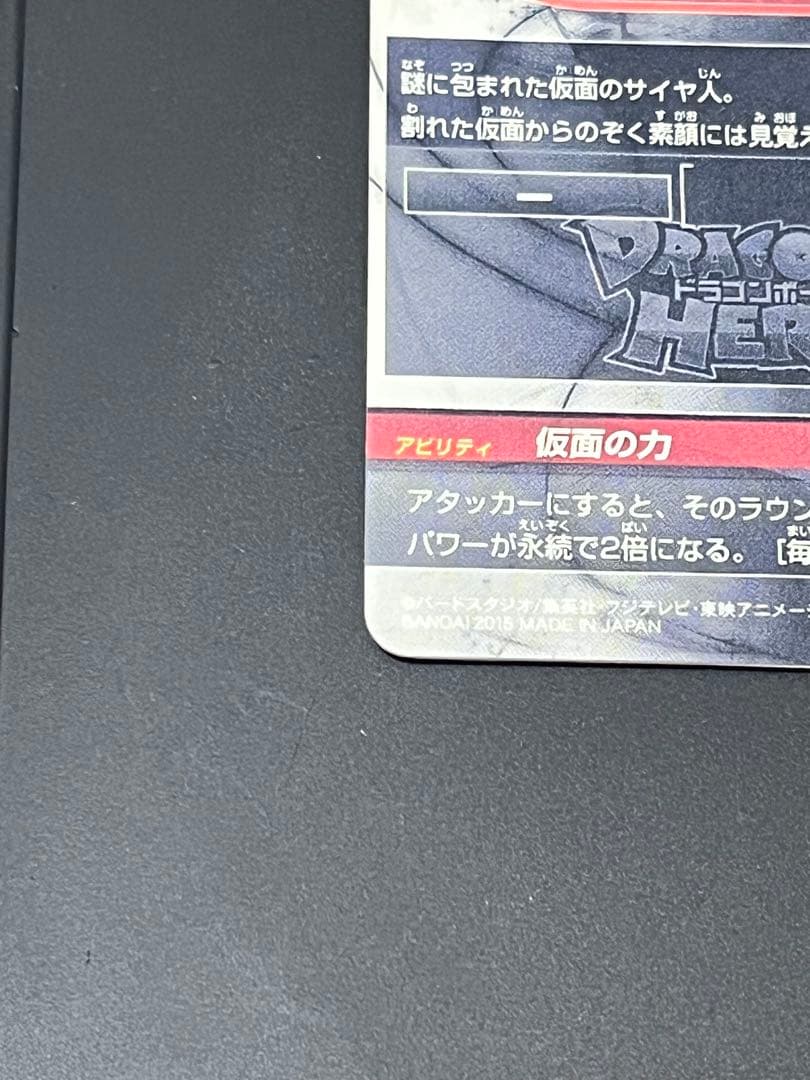 謎に包まれた仮面のサイヤ人。
割れた仮面からのぞく素顔には見覚え
ー
DRAGO
ドラゴンボー
HER
アビリティ 仮面の力
アタッカーにすると、そのラウン
パワーが永続で2倍になる。 [毎
©バードスタジオ/集英社・フジテレビ・東映アニメー
BANDAI 2015 MADE IN JAPAN